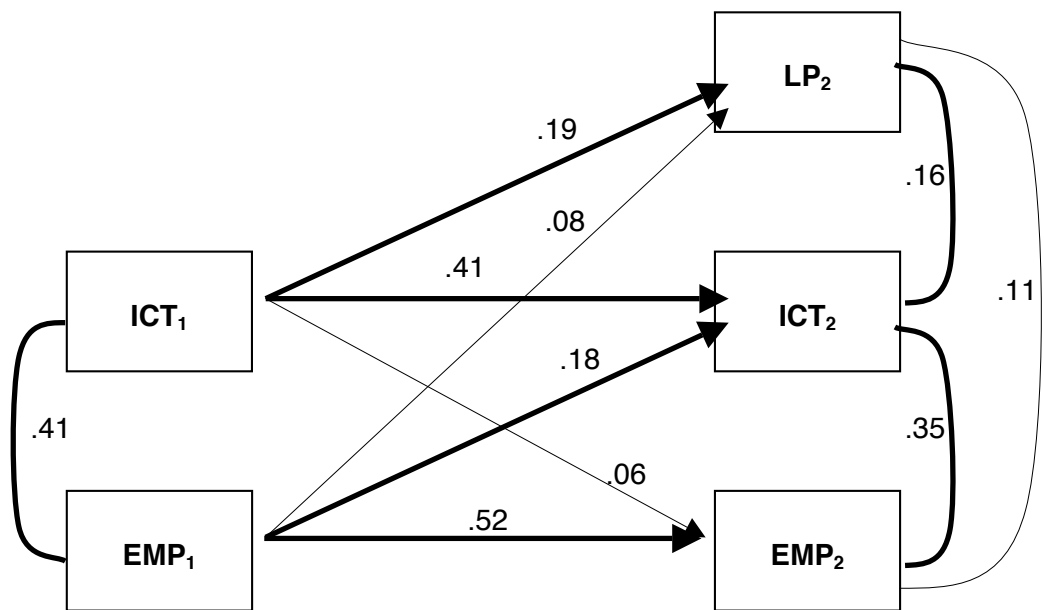 LP₂
.19
.16
.08
.41
.11
ICT₁
ICT₂
.18
.41
.35
.06
.52
EMP₁
EMP₂